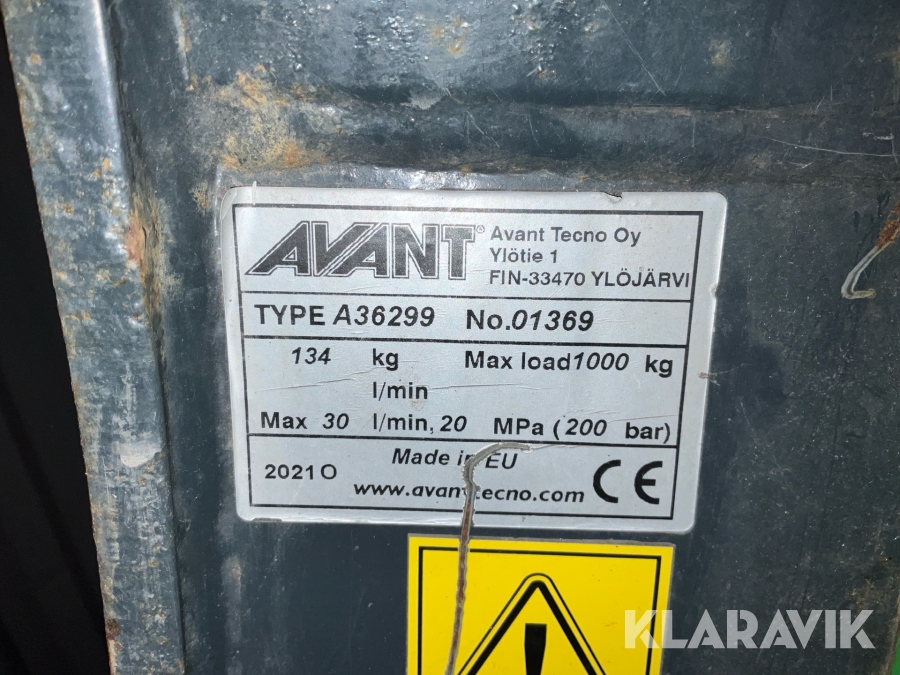 AVANT®
Avant Tecno Oy
Ylötie 1
FIN-33470 YLÖJÄRVI
TYPE A36299 No.01369
134 kg Max load 1000 kg
l/min
Max 30 l/min, 20 MPa (200 bar)
2021 O
Made in EU
www.avanttecno.com
CE
KLARAVIK